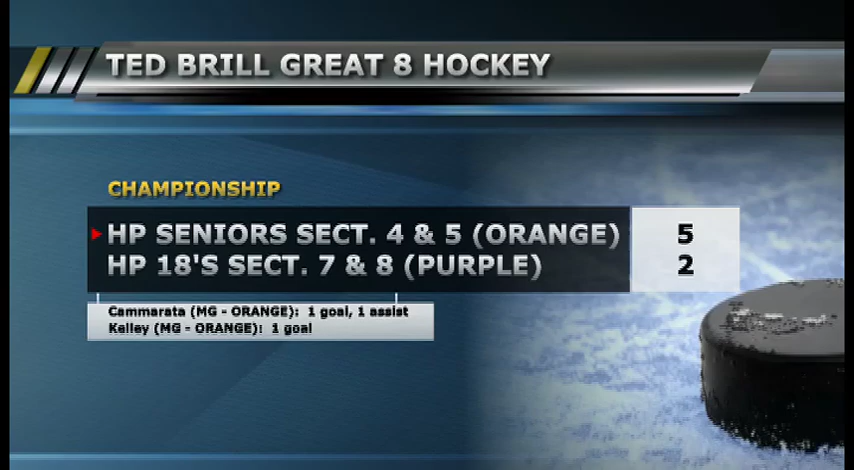 TED BRILL GREAT 8 HOCKEY
CHAMPIONSHIP
HP SENIORS SECT. 4 & 5 (ORANGE) 5
HP 18'S SECT. 7 & 8 (PURPLE) 2
Cammarata (MG - ORANGE): 1 goal, 1 assist
Kelley (MG - ORANGE): 1 goal